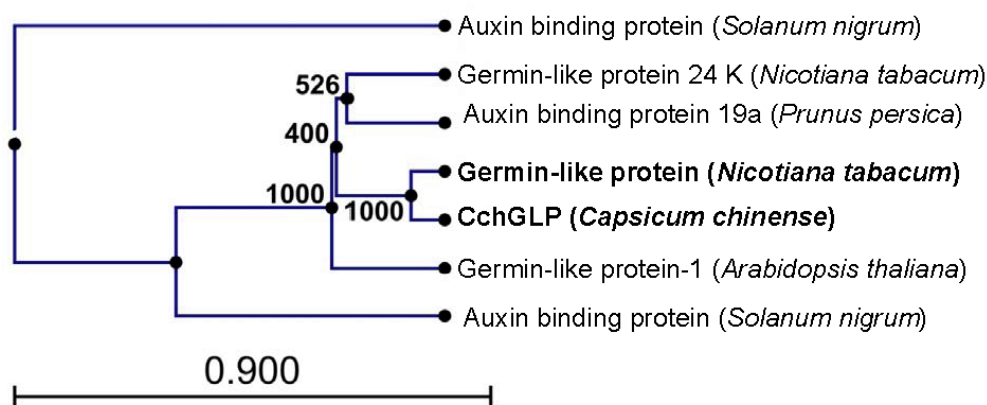 Auxin binding protein (Solanum nigrum)
526
Germin-like protein 24 K (Nicotiana tabacum)
Auxin binding protein 19a (Prunus persica)
400
Germin-like protein (Nicotiana tabacum)
1000
1000
CchGLP (Capsicum chinense)
Germin-like protein-1 (Arabidopsis thaliana)
Auxin binding protein (Solanum nigrum)
0.900